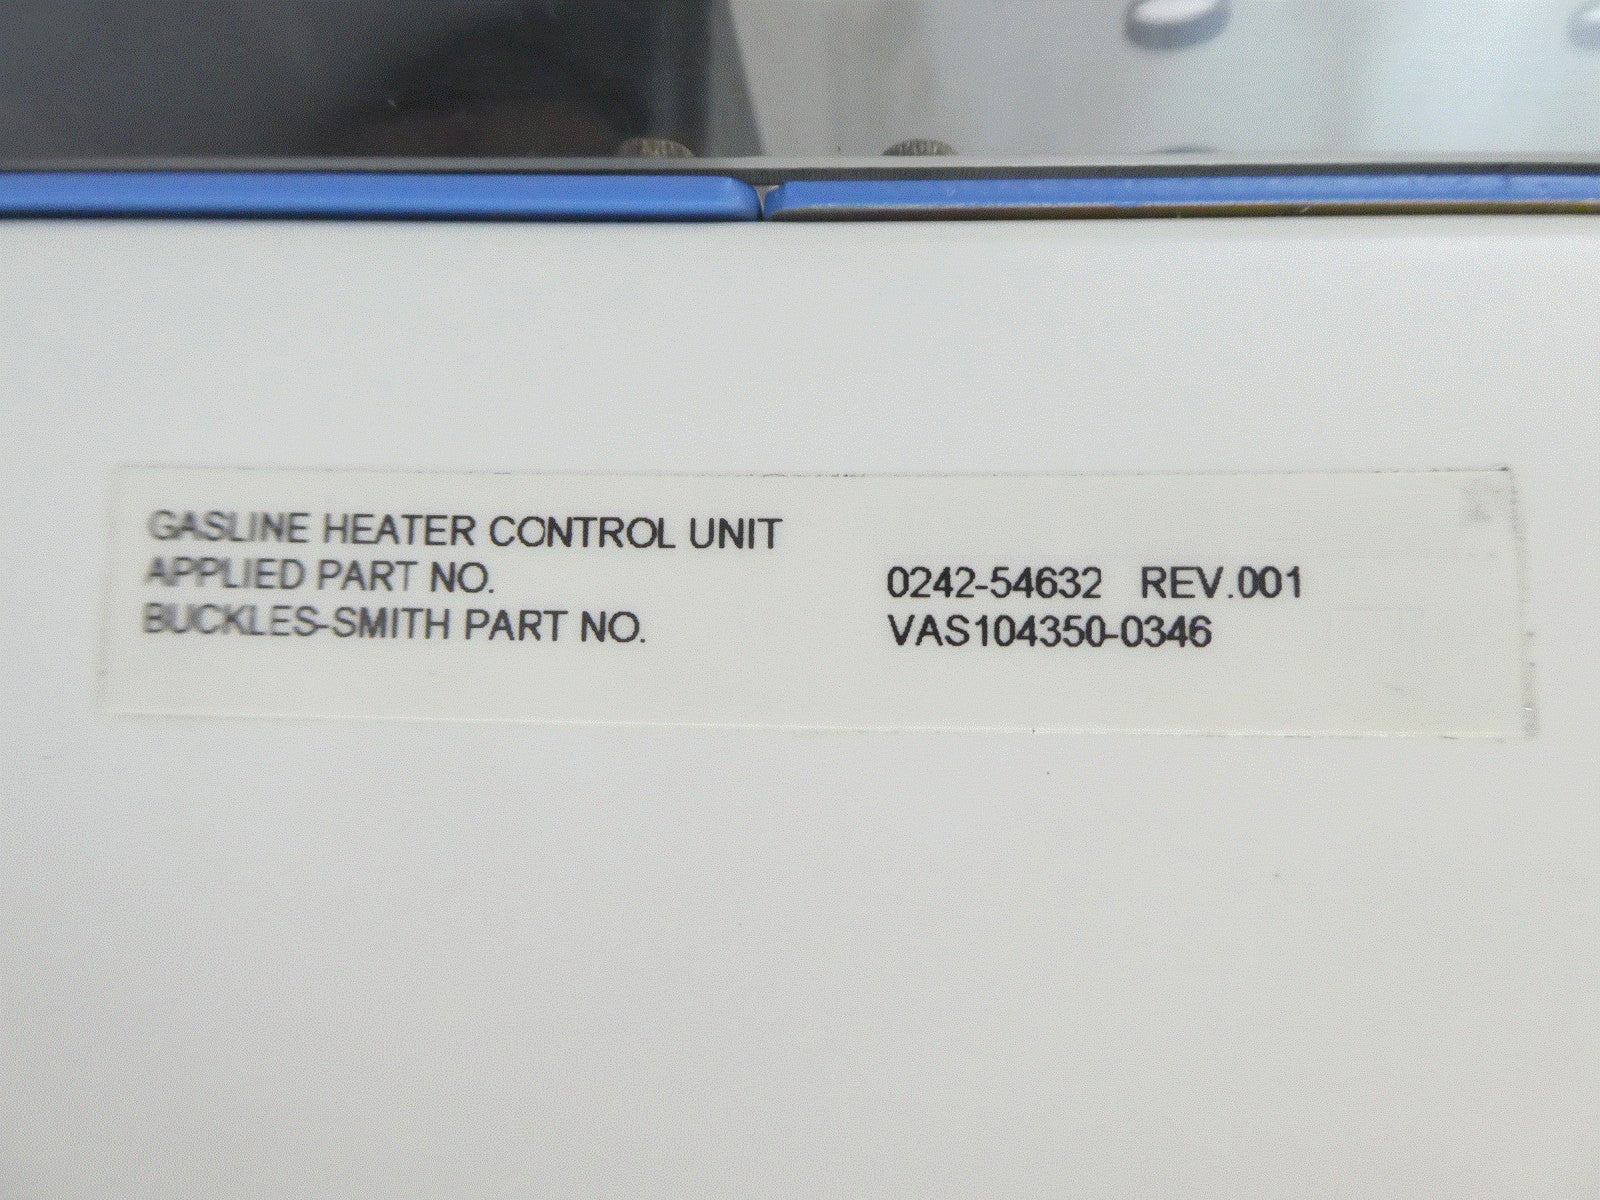 GASLINE HEATER CONTROL UNIT
APPLIED PART NO. 0242-54632 REV.001
BUCKLES-SMITH PART NO. VAS104350-0346